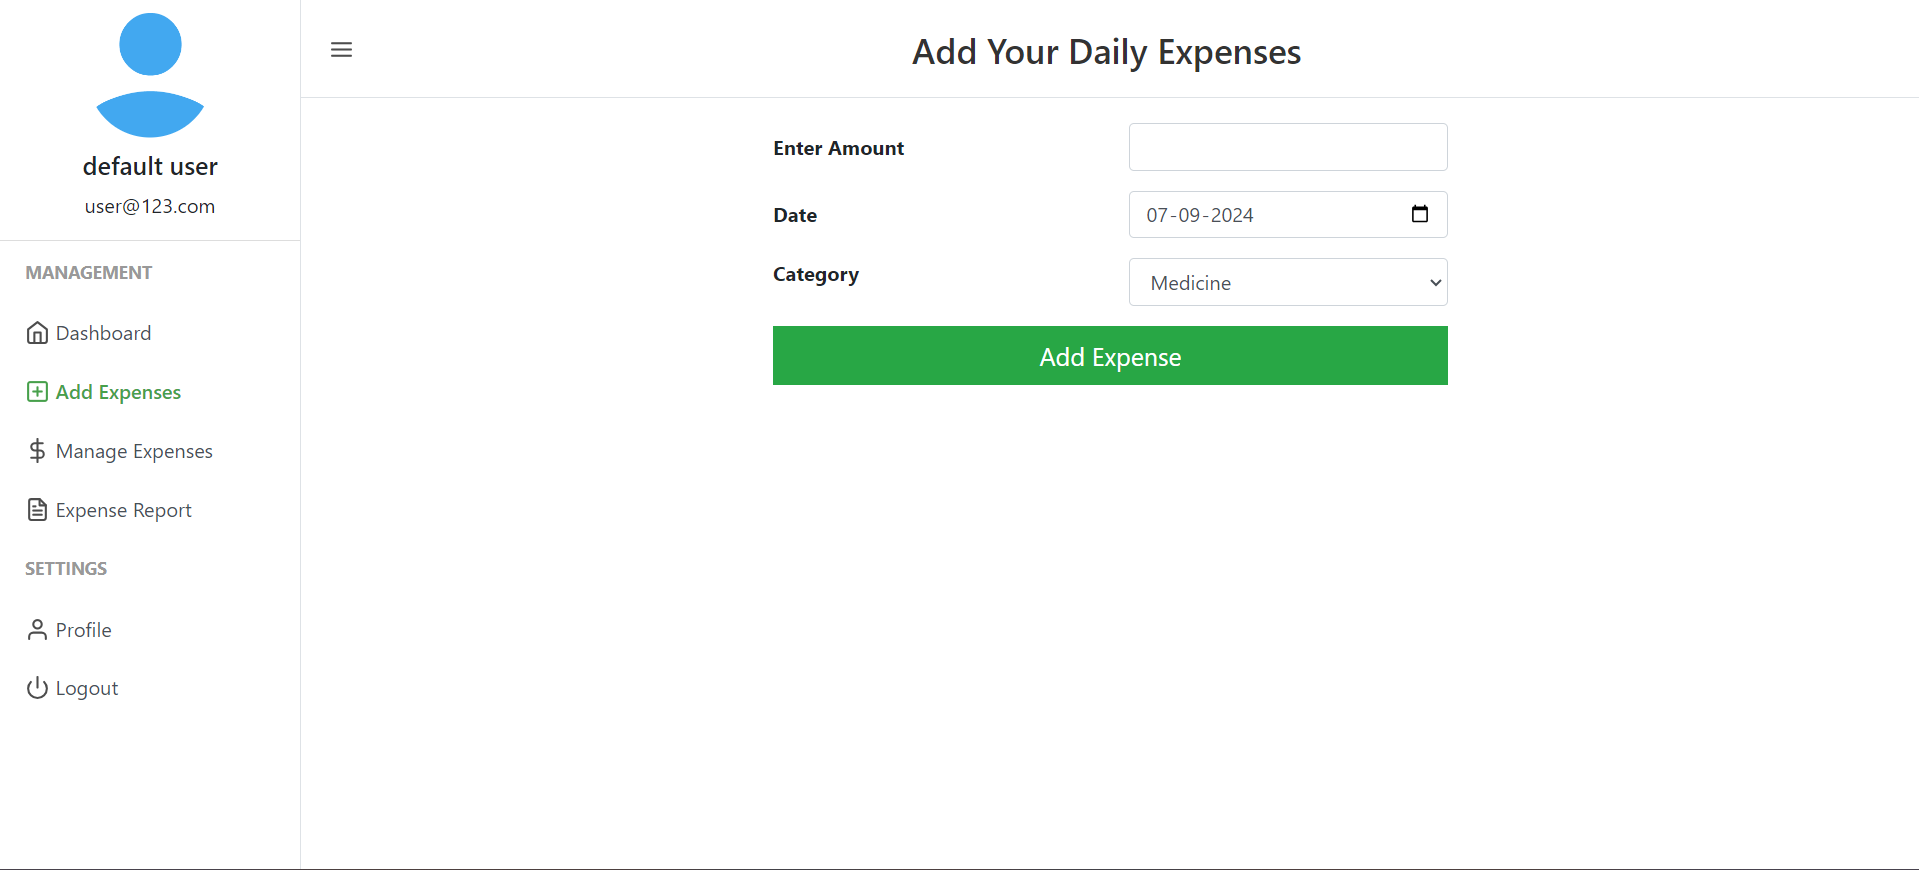 default user
user@123.com
MANAGEMENT
Dashboard
Add Expenses
Manage Expenses
Expense Report
SETTINGS
Profile
Logout
Add Your Daily Expenses
Enter Amount
Date
07-09-2024
Category
Medicine
Add Expense